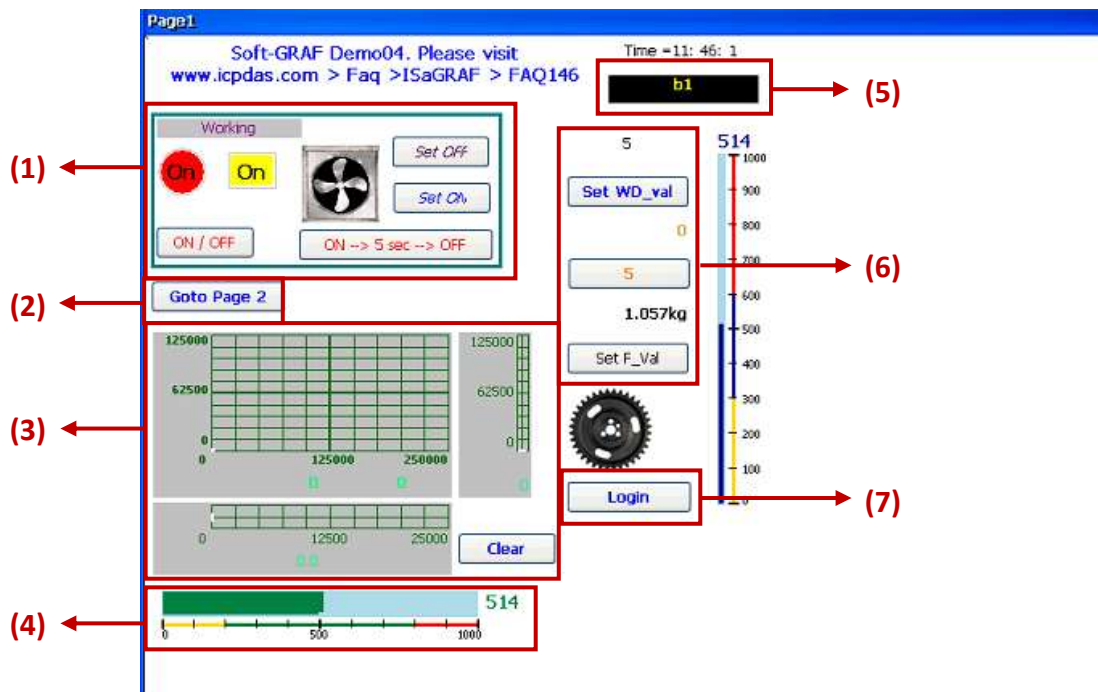 Page1
Soft-GRAF Demo04. Please visit
www.icpdas.com > Faq >ISaGRAF > FAQ146
Time =11: 46: 1
b1
(5)
(1)
Working
On
On
Set OFF
Set ON
ON / OFF
ON --> 5 sec --> OFF
(2)
Goto Page 2
5
Set WD_val
0
5
1.057kg
Set F_Val
(6)
514
1000
900
800
700
600
500
400
300
200
100
0
(3)
125000
62500
0
0
125000
250000
0
0
125000
62500
0
0
0
12500
25000
0.0
Clear
Login
(7)
(4)
514
0
500
1000